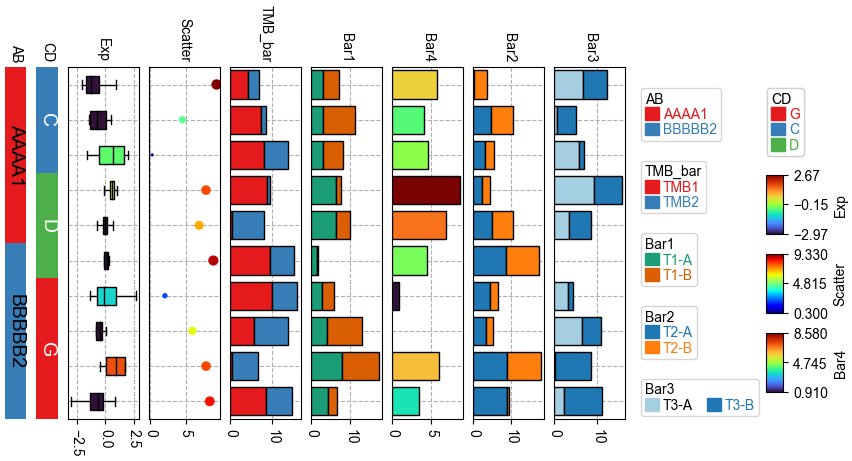 AB
CD
Exp
Scatter
TMB_bar
Bar1
Bar4
Bar2
Bar3
AAAA1
BBBBB2
C
D
G
−2.5
0.0
2.5
0
5
0
10
0
10
0
5
0
10
0
10
AB
AAAA1
BBBBB2
TMB_bar
TMB1
TMB2
Bar1
T1-A
T1-B
Bar2
T2-A
T2-B
Bar3
T3-A T3-B
CD
G
C
D
2.67
−0.15
−2.97
Exp
9.330
4.815
0.300
Scatter
8.580
4.745
0.910
Bar4